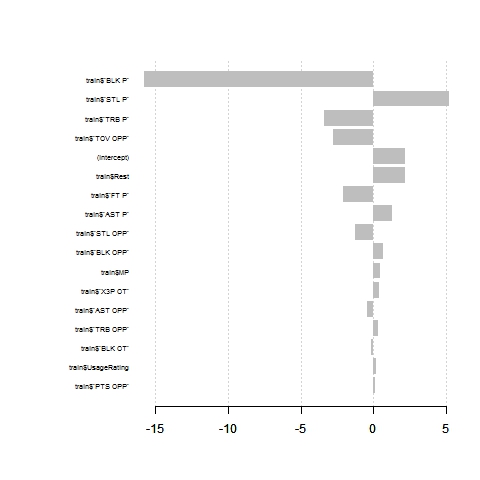 train$`BLK P`
train$`STL P`
train$`TRB P`
train$`TOV OPP`
(Intercept)
train$Rest
train$`FT P`
train$`AST P`
train$`STL OPP`
train$`BLK OPP`
train$MP
train$`X3P OT`
train$`AST OPP`
train$`TRB OPP`
train$`BLK OT`
train$UsageRating
train$`PTS OPP`
-15 -10 -5 0 5